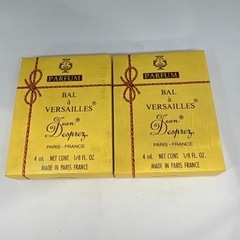 PARFUM
BAL
à
VERSAILLES®
Jean
Desprez®
PARIS - FRANCE
4 ml. NET CONT. 1/8 FL. OZ.
MADE IN PARIS FRANCE
PARFUM
BAL
à
VERSAILLES®
Jean
Desprez®
PARIS - FRANCE
4 ml. NET CONT. 1/8 FL. OZ.
MADE IN PARIS FRANCE